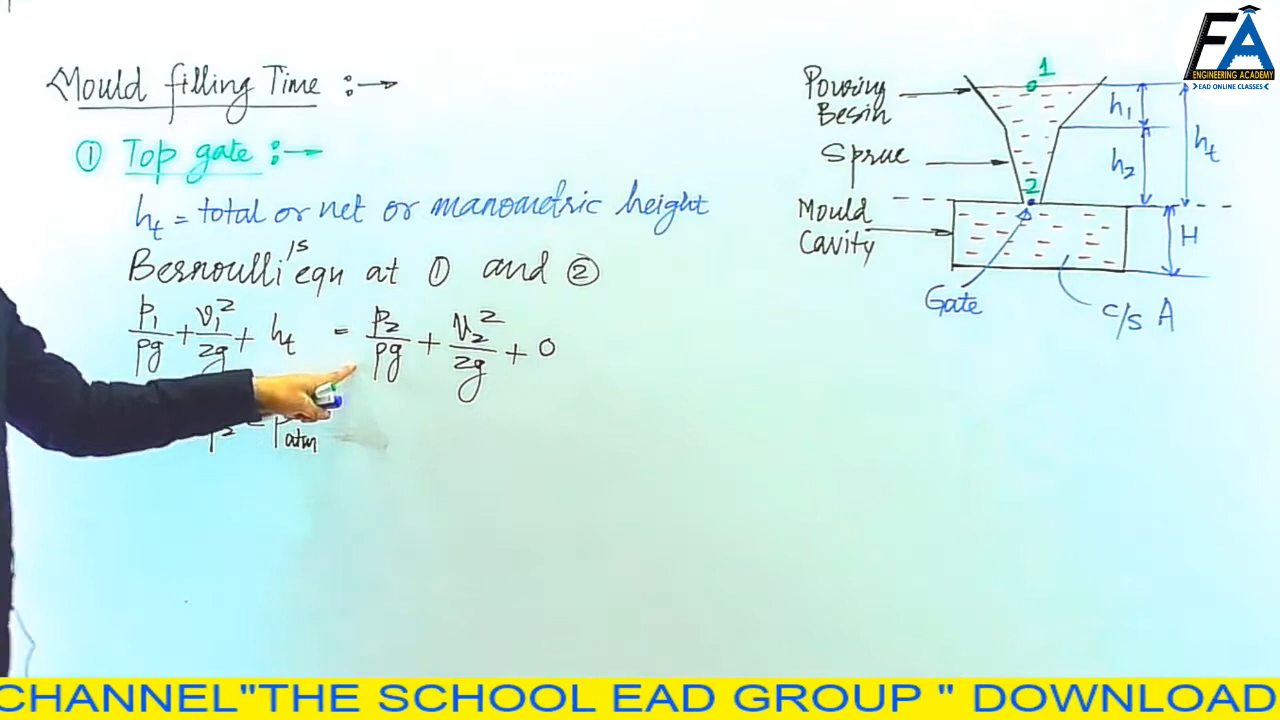 Mould filling Time :→
① Top gate :→
hₜ = total or net or manometric height
Bernoulli's eqn at ① and ②
p₁/ρg + v₁²/2g + hₜ = p₂/ρg + v₂²/2g + 0
p₂ = Patm
Pouring
Besin
Sprue
Mould
Cavity
Gate
c/s A
1
2
h₁
h₂
hₜ
H
EA
ENGINEERING ACADEMY
EAD ONLINE CLASSES
CHANNEL"THE SCHOOL EAD GROUP " DOWNLOAD